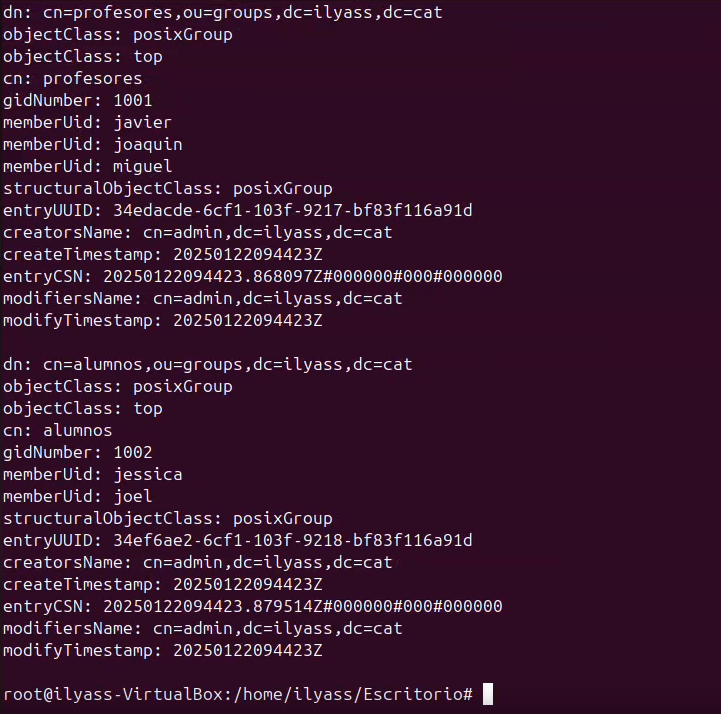 dn: cn=profesores,ou=groups,dc=ilyass,dc=cat
objectClass: posixGroup
objectClass: top
cn: profesores
gidNumber: 1001
memberUid: javier
memberUid: joaquin
memberUid: miguel
structuralObjectClass: posixGroup
entryUUID: 34edacde-6cf1-103f-9217-bf83f116a91d
creatorsName: cn=admin,dc=ilyass,dc=cat
createTimestamp: 20250122094423Z
entryCSN: 20250122094423.868097Z#000000#000#000000
modifiersName: cn=admin,dc=ilyass,dc=cat
modifyTimestamp: 20250122094423Z

dn: cn=alumnos,ou=groups,dc=ilyass,dc=cat
objectClass: posixGroup
objectClass: top
cn: alumnos
gidNumber: 1002
memberUid: jessica
memberUid: joel
structuralObjectClass: posixGroup
entryUUID: 34ef6ae2-6cf1-103f-9218-bf83f116a91d
creatorsName: cn=admin,dc=ilyass,dc=cat
createTimestamp: 20250122094423Z
entryCSN: 20250122094423.879514Z#000000#000#000000
modifiersName: cn=admin,dc=ilyass,dc=cat
modifyTimestamp: 20250122094423Z

root@ilyass-VirtualBox:/home/ilyass/Escritorio#